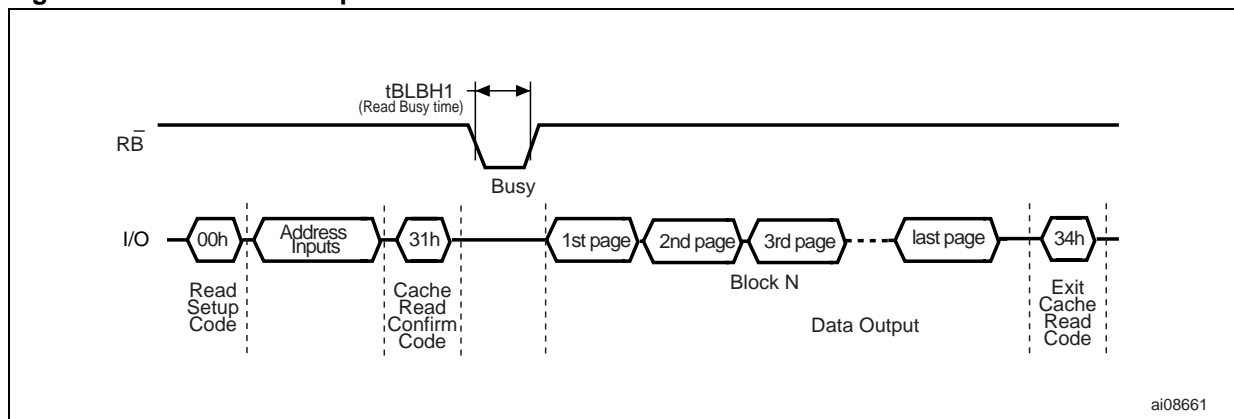 tBLBH1
(Read Busy time)
RB̅
Busy
I/O
00h
Address
Inputs
31h
1st page
2nd page
3rd page
last page
34h
Block N
Read
Setup
Code
Cache
Read
Confirm
Code
Data Output
Exit
Cache
Read
Code
ai08661